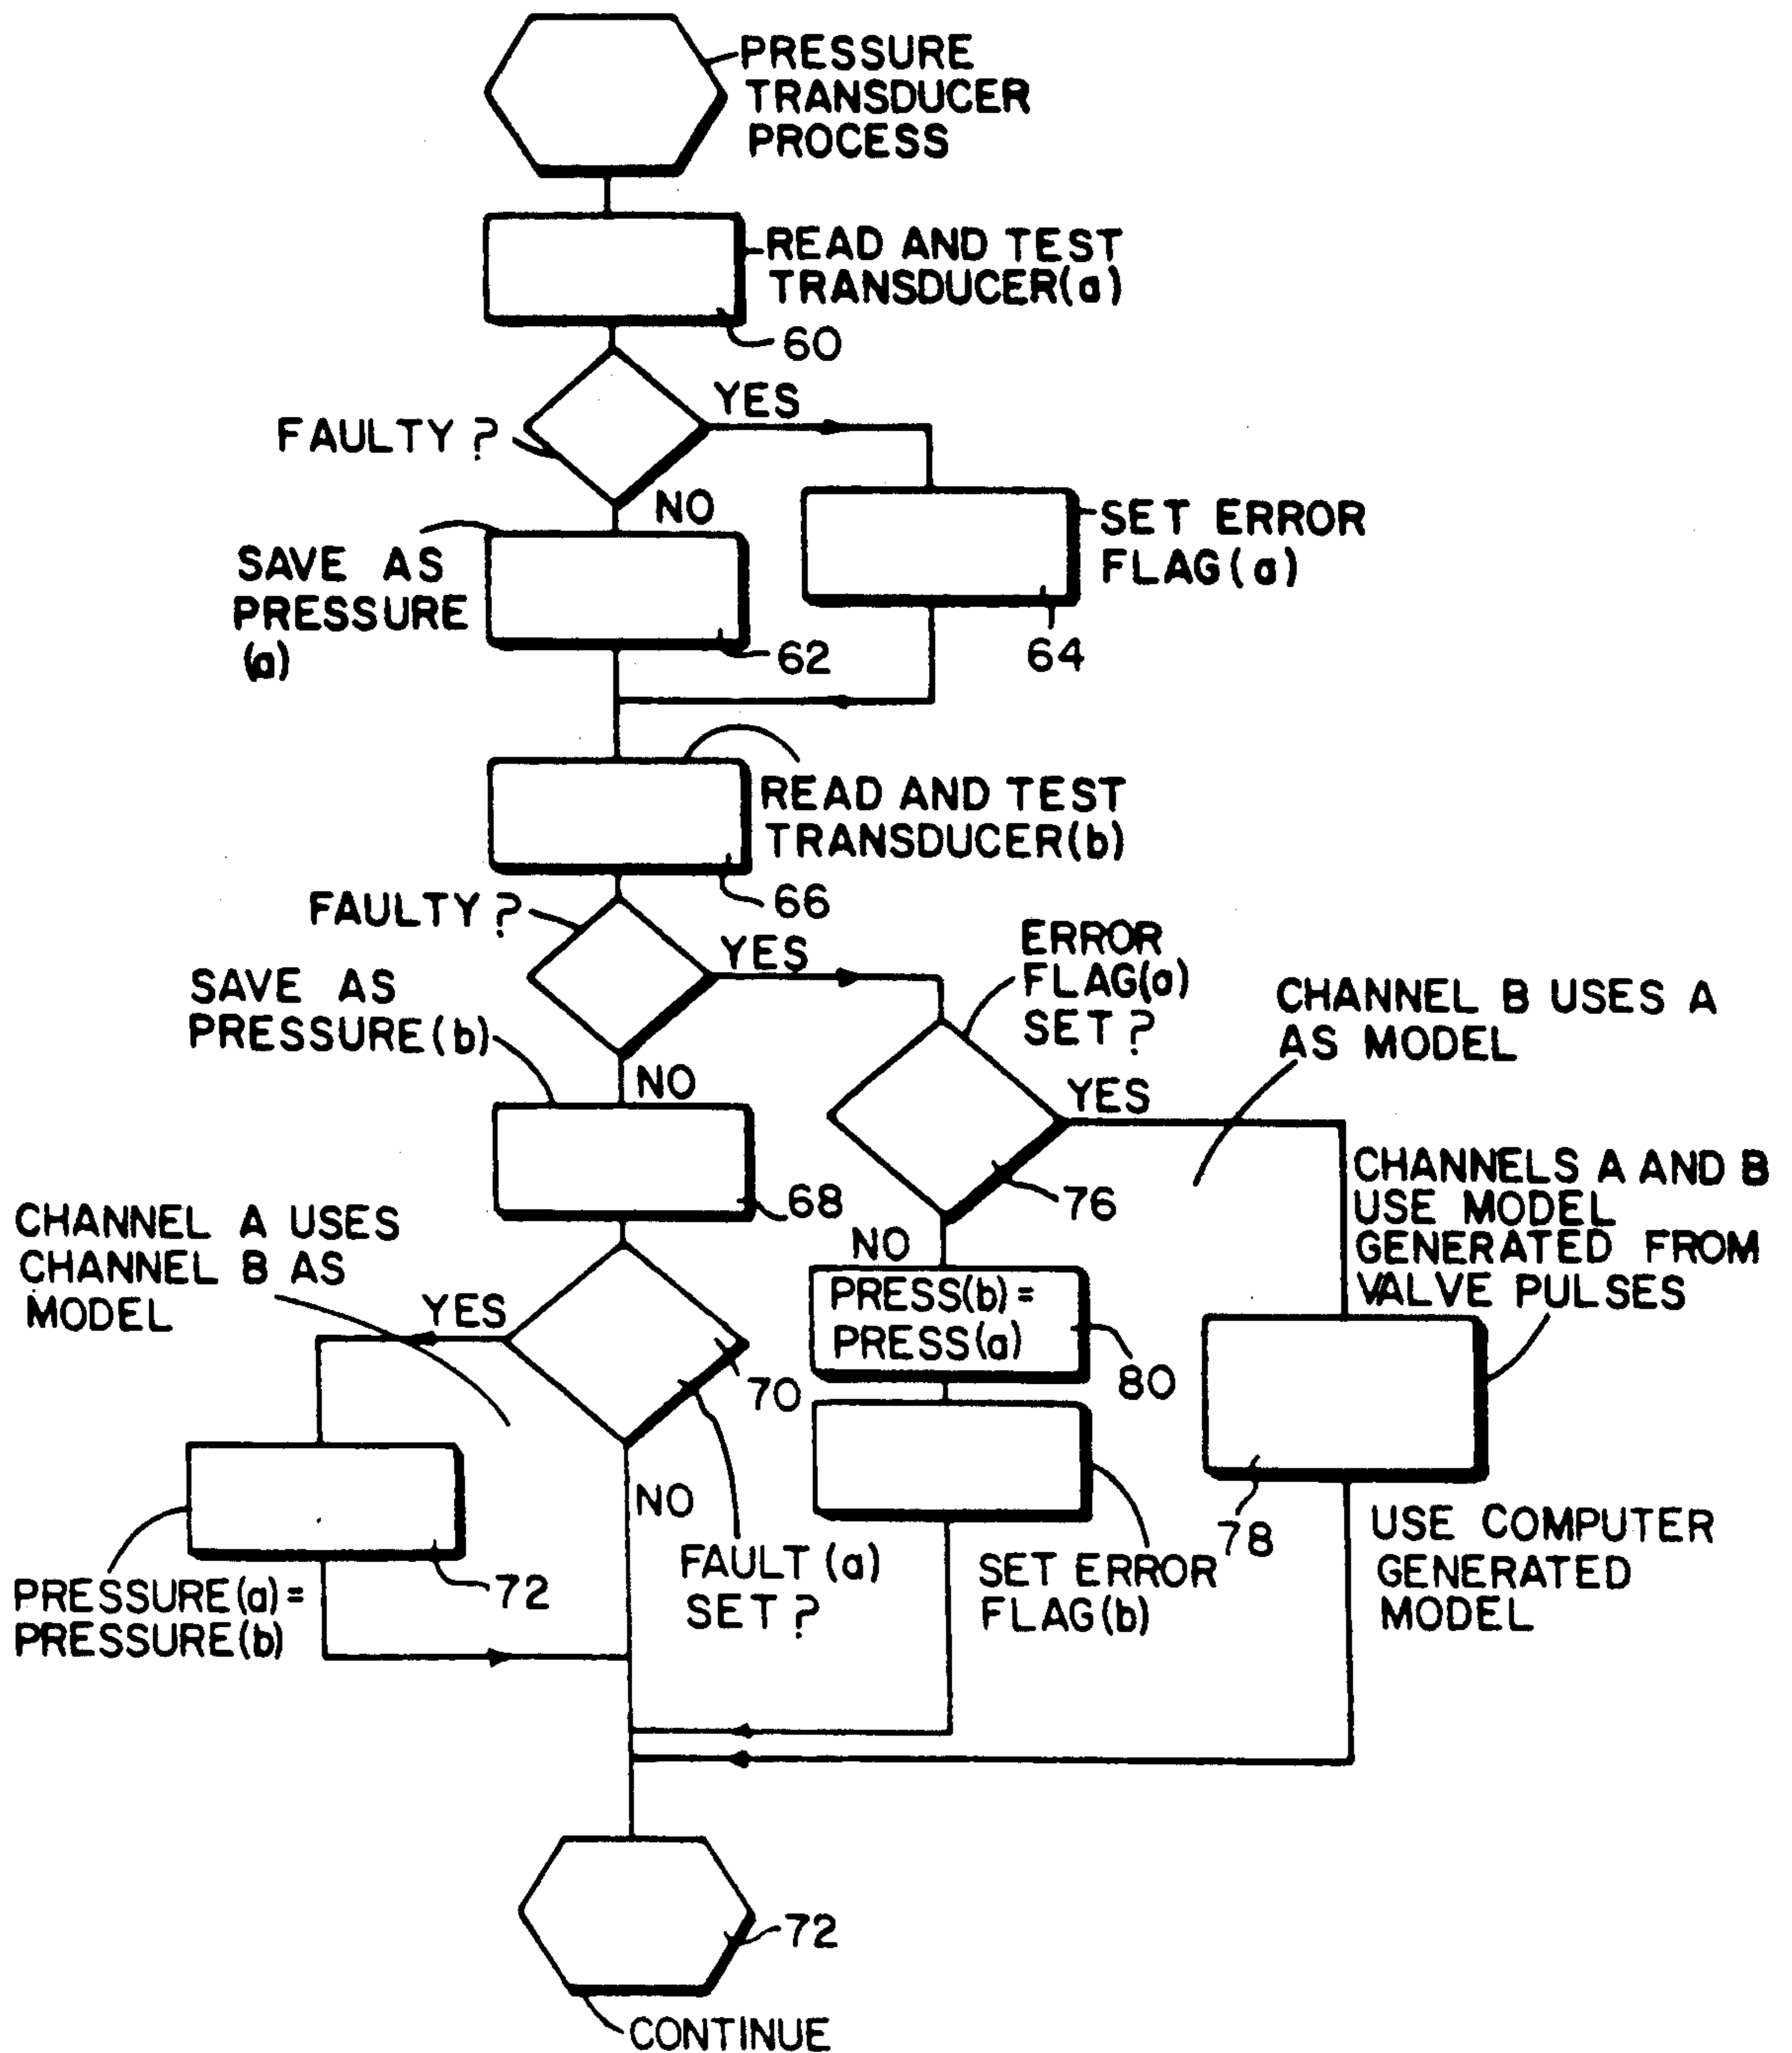 PRESSURE
TRANSDUCER
PROCESS
READ AND TEST
TRANSDUCER(a)
60
YES
FAULTY ?
NO
SET ERROR
FLAG(a)
SAVE AS
PRESSURE
(a)
62
64
READ AND TEST
TRANSDUCER(b)
66
FAULTY ?
YES
ERROR
FLAG(a)
SET ?
SAVE AS
PRESSURE(b)
CHANNEL B USES A
AS MODEL
NO
YES
CHANNELS A AND B
USE MODEL
GENERATED FROM
VALVE PULSES
68
76
CHANNEL A USES
CHANNEL B AS
MODEL
NO
YES
PRESS(b) =
PRESS(a)
70
80
NO
FAULT (a)
SET ?
SET ERROR
FLAG(b)
78
USE COMPUTER
GENERATED
MODEL
PRESSURE(a) =
PRESSURE(b)
72
72
CONTINUE